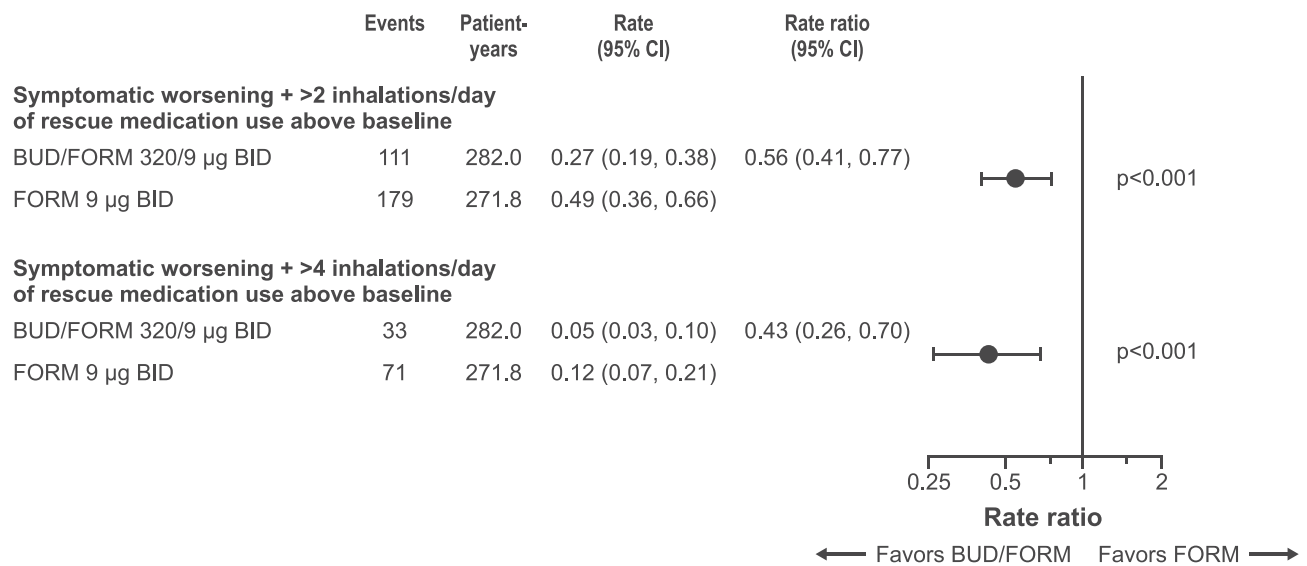 Events Patient-years Rate (95% CI) Rate ratio (95% CI)
Symptomatic worsening + >2 inhalations/day
of rescue medication use above baseline
BUD/FORM 320/9 µg BID 111 282.0 0.27 (0.19, 0.38) 0.56 (0.41, 0.77)
p<0.001
FORM 9 µg BID 179 271.8 0.49 (0.36, 0.66)
Symptomatic worsening + >4 inhalations/day
of rescue medication use above baseline
BUD/FORM 320/9 µg BID 33 282.0 0.05 (0.03, 0.10) 0.43 (0.26, 0.70)
p<0.001
FORM 9 µg BID 71 271.8 0.12 (0.07, 0.21)
0.25 0.5 1 2
Rate ratio
Favors BUD/FORM Favors FORM